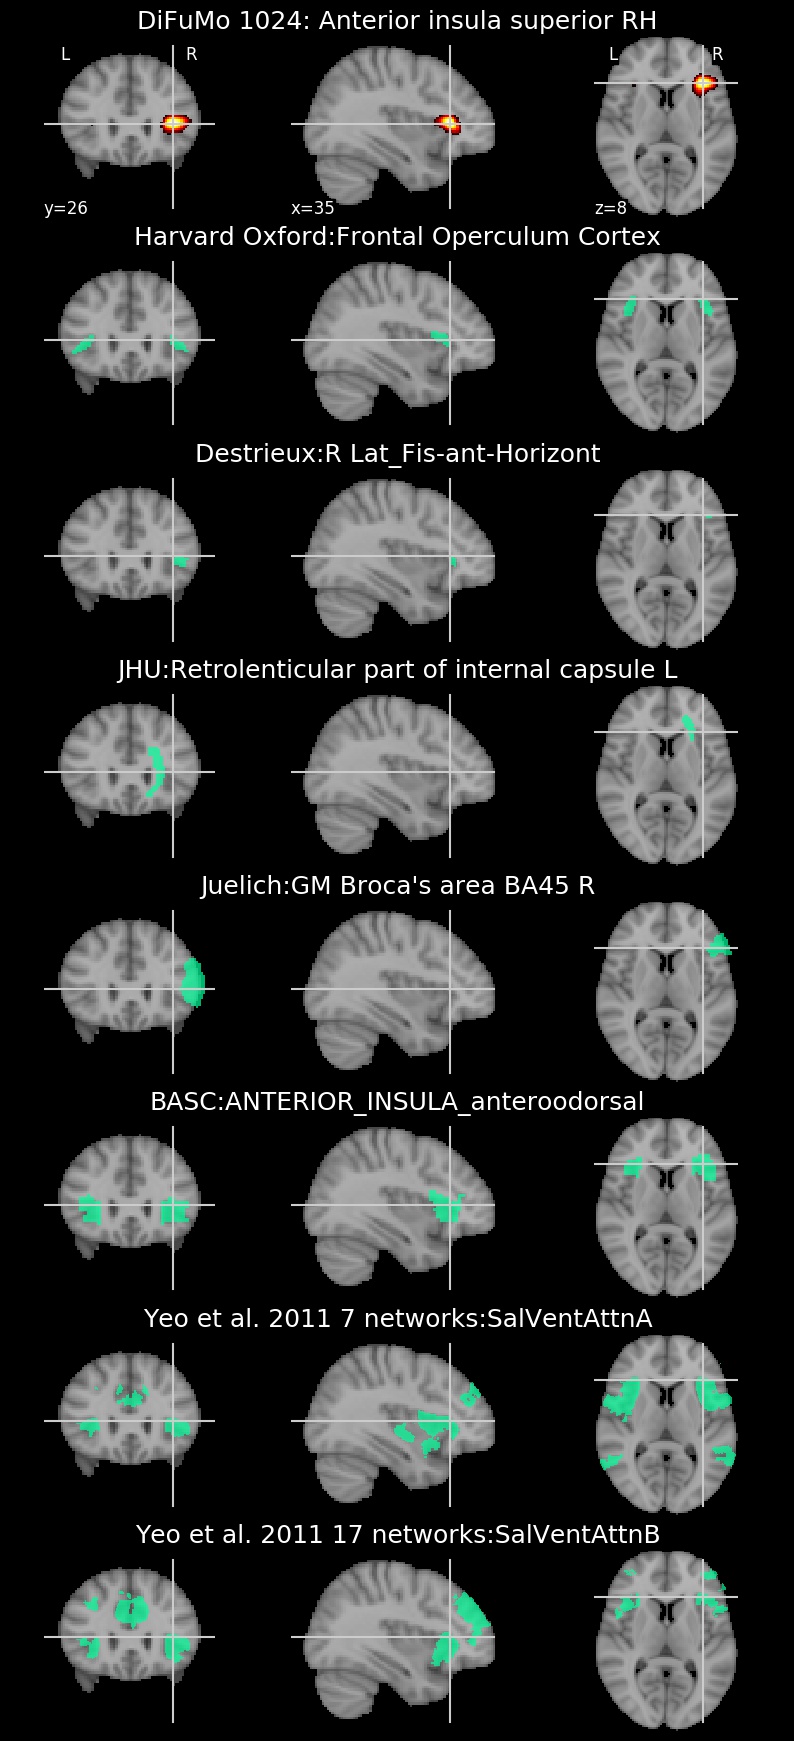 DiFuMo 1024: Anterior insula superior RH
L R L R
y=26 x=35 z=8
Harvard Oxford:Frontal Operculum Cortex
Destrieux:R Lat_Fis-ant-Horizont
JHU:Retrolenticular part of internal capsule L
Juelich:GM Broca's area BA45 R
BASC:ANTERIOR_INSULA_anteroodorsal
Yeo et al. 2011 7 networks:SalVentAttnA
Yeo et al. 2011 17 networks:SalVentAttnB